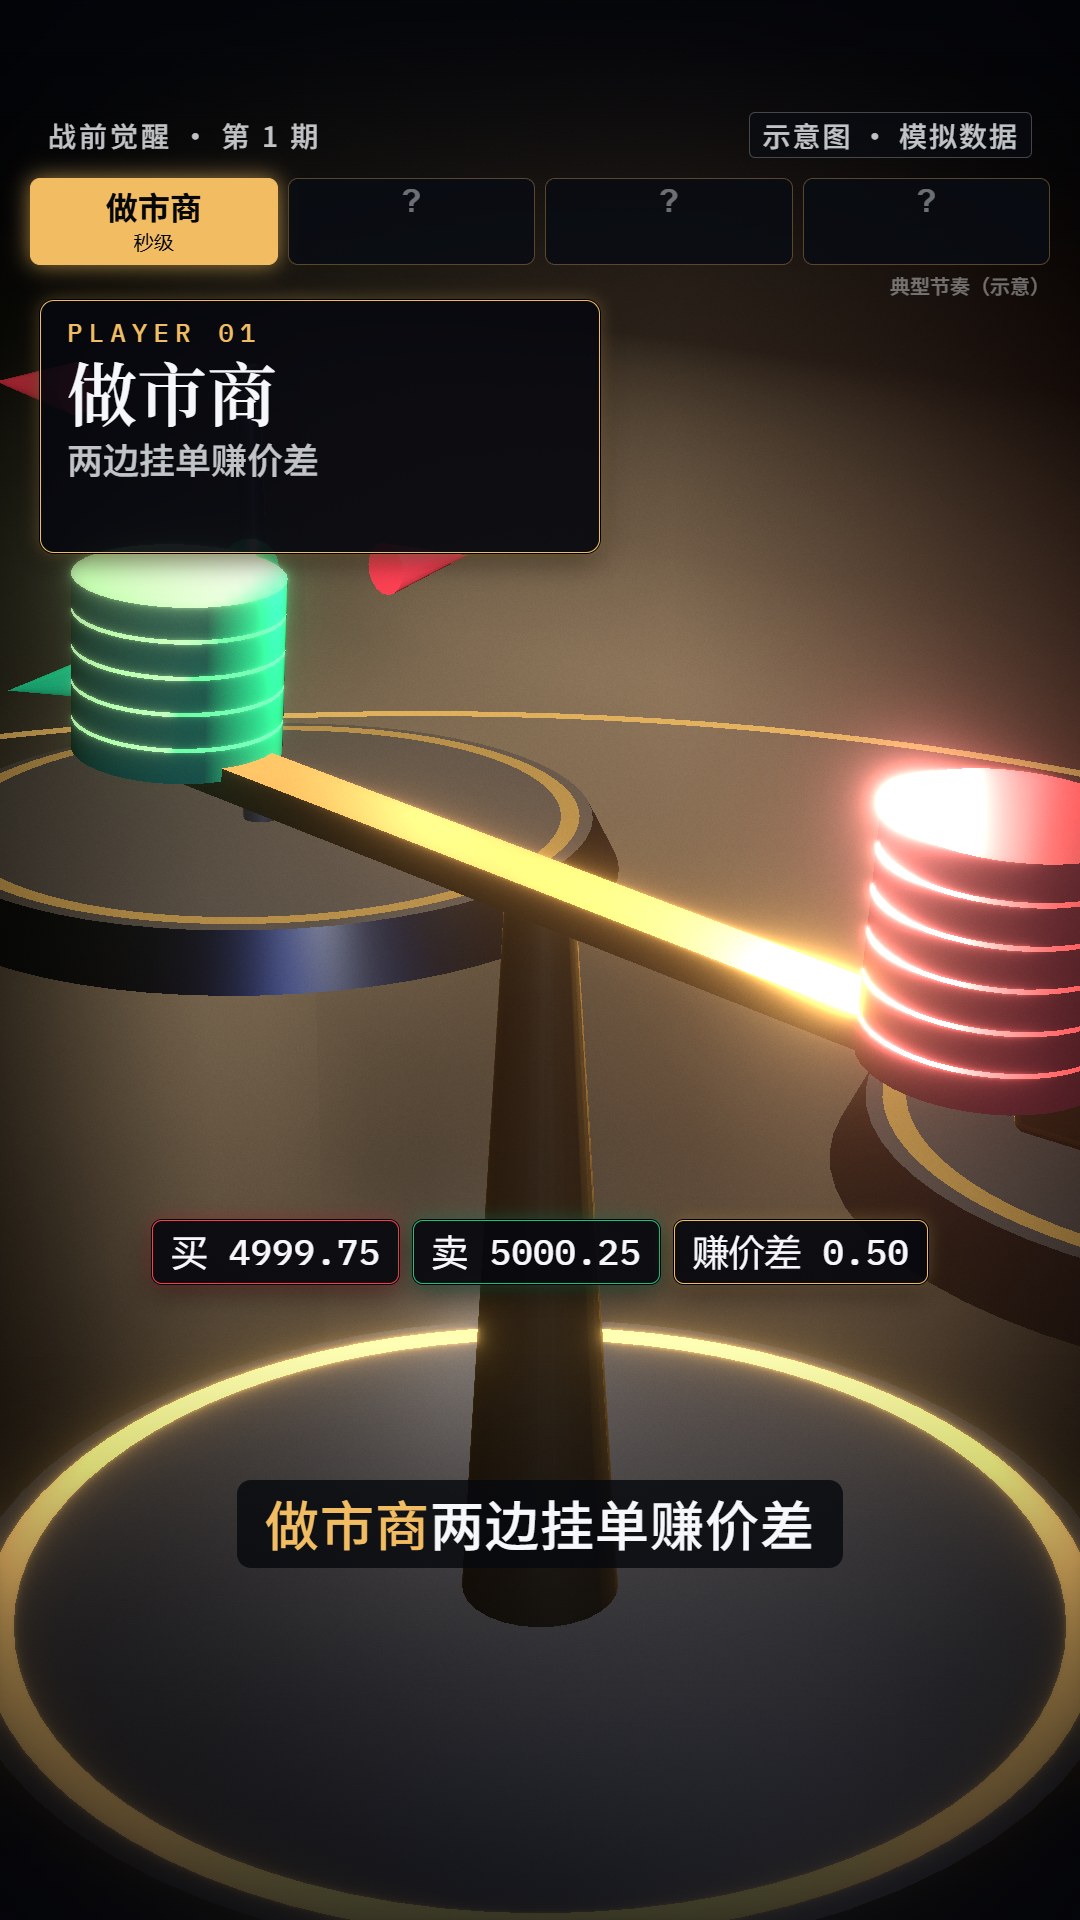 战前觉醒 · 第 1 期
示意图 · 模拟数据
做市商
秒级
?
?
?
典型节奏（示意）
PLAYER 01
做市商
两边挂单赚价差
买 4999.75
卖 5000.25
赚价差 0.50
做市商两边挂单赚价差